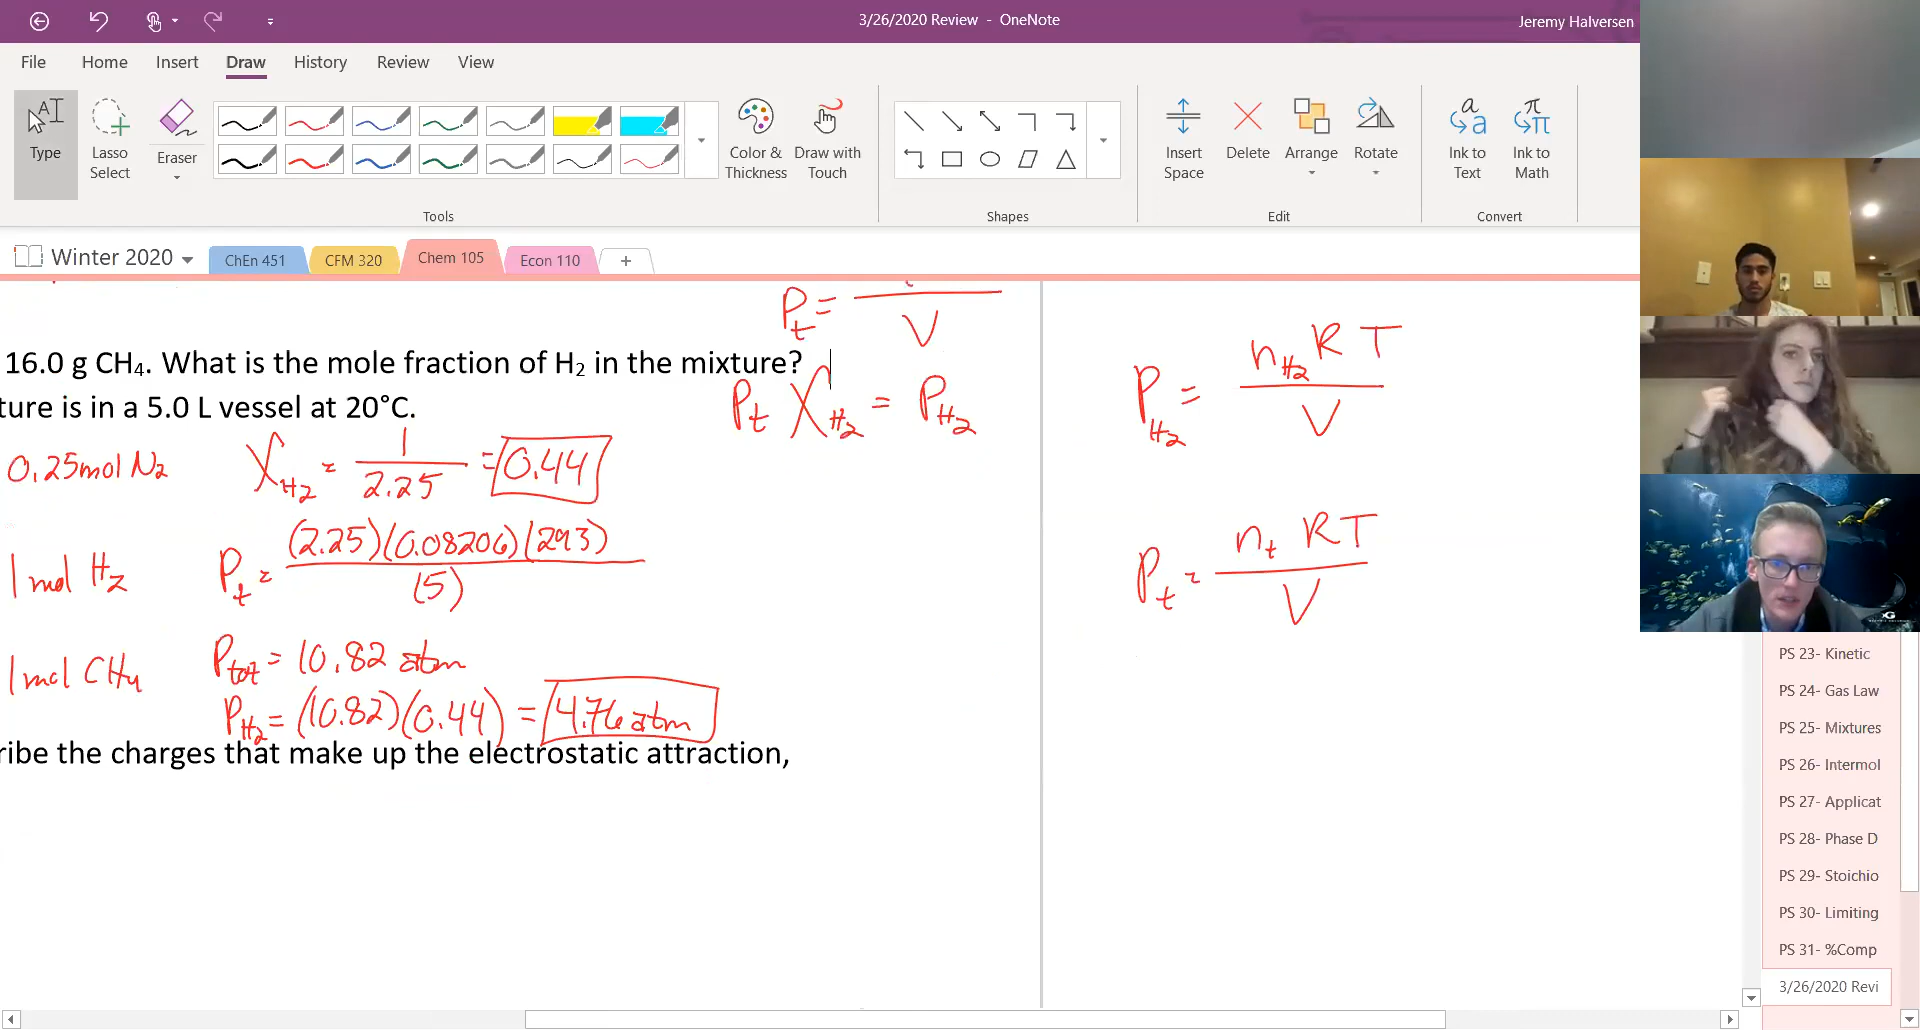 3/26/2020 Review - OneNote
Jeremy Halversen
File Home Insert Draw History Review View
Type
Lasso Select
Eraser
Color & Thickness
Draw with Touch
Insert Space
Delete
Arrange
Rotate
Ink to Text
Ink to Math
Tools
Shapes
Edit
Convert
Winter 2020
ChEn 451
CFM 320
Chem 105
Econ 110
+
Pt = / V
16.0 g CH₄. What is the mole fraction of H₂ in the mixture?
ture is in a 5.0 L vessel at 20°C.
Pt X H₂ = P H₂
0.25mol N₂
X H₂ = 1 / 2.25 = 0.44
1 mol H₂
Pt = (2.25)(0.08206)(293) / (5)
Ptot = 10.82 atm
1 mol CH₄
P H₂ = (10.82)(0.44) = 4.76 atm
ribe the charges that make up the electrostatic attraction,
P H₂ = n H₂ R T / V
Pt = nt RT / V
PS 23- Kinetic
PS 24- Gas Law
PS 25- Mixtures
PS 26- Intermol
PS 27- Applicat
PS 28- Phase D
PS 29- Stoichio
PS 30- Limiting
PS 31- %Comp
3/26/2020 Revi